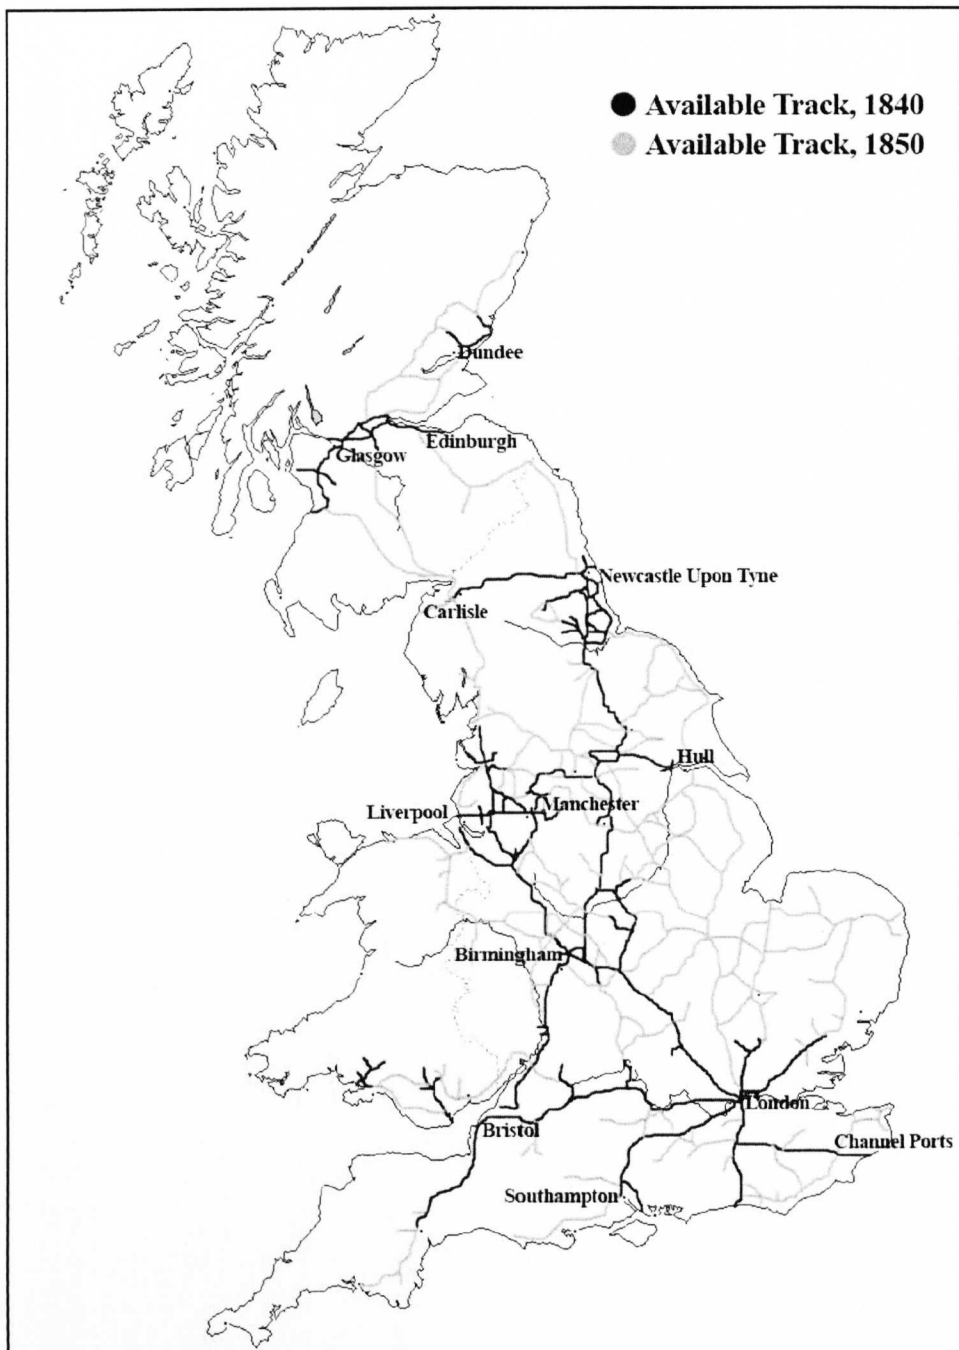 Available Track, 1840
Available Track, 1850
Dundee
Edinburgh
Glasgow
Newcastle Upon Tyne
Carlisle
Hull
Manchester
Liverpool
Birmingham
London
Bristol
Channel Ports
Southampton